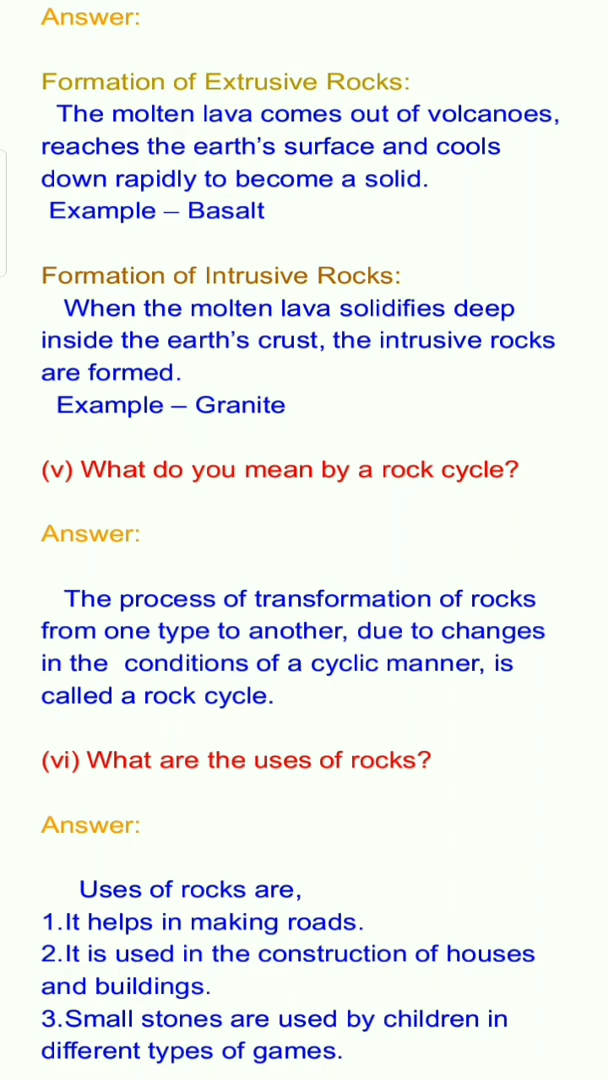 Answer:
Formation of Extrusive Rocks:
The molten lava comes out of volcanoes,
reaches the earth's surface and cools
down rapidly to become a solid.
Example – Basalt
Formation of Intrusive Rocks:
When the molten lava solidifies deep
inside the earth's crust, the intrusive rocks
are formed.
Example – Granite
(v) What do you mean by a rock cycle?
Answer:
The process of transformation of rocks
from one type to another, due to changes
in the  conditions of a cyclic manner, is
called a rock cycle.
(vi) What are the uses of rocks?
Answer:
Uses of rocks are,
1.It helps in making roads.
2.It is used in the construction of houses
and buildings.
3.Small stones are used by children in
different types of games.